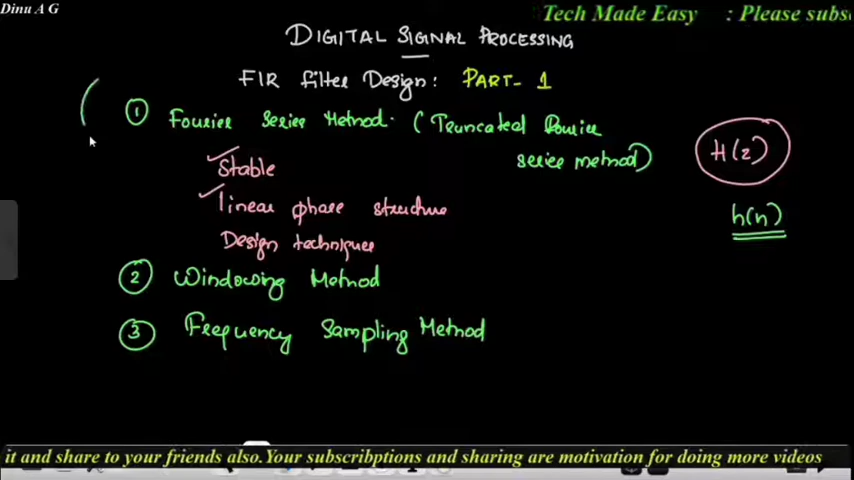 Dinu A G
Tech Made Easy : Please subs
DIGITAL SIGNAL PROCESSING
FIR Filter Design: PART-1
① Fourier Series Method. (Truncated Fourier
series method)
H(z)
Stable
linear phase structure
h(n)
Design techniques
② Windowing Method
③ Frequency Sampling Method
it and share to your friends also.Your subscribptions and sharing are motivation for doing more videos